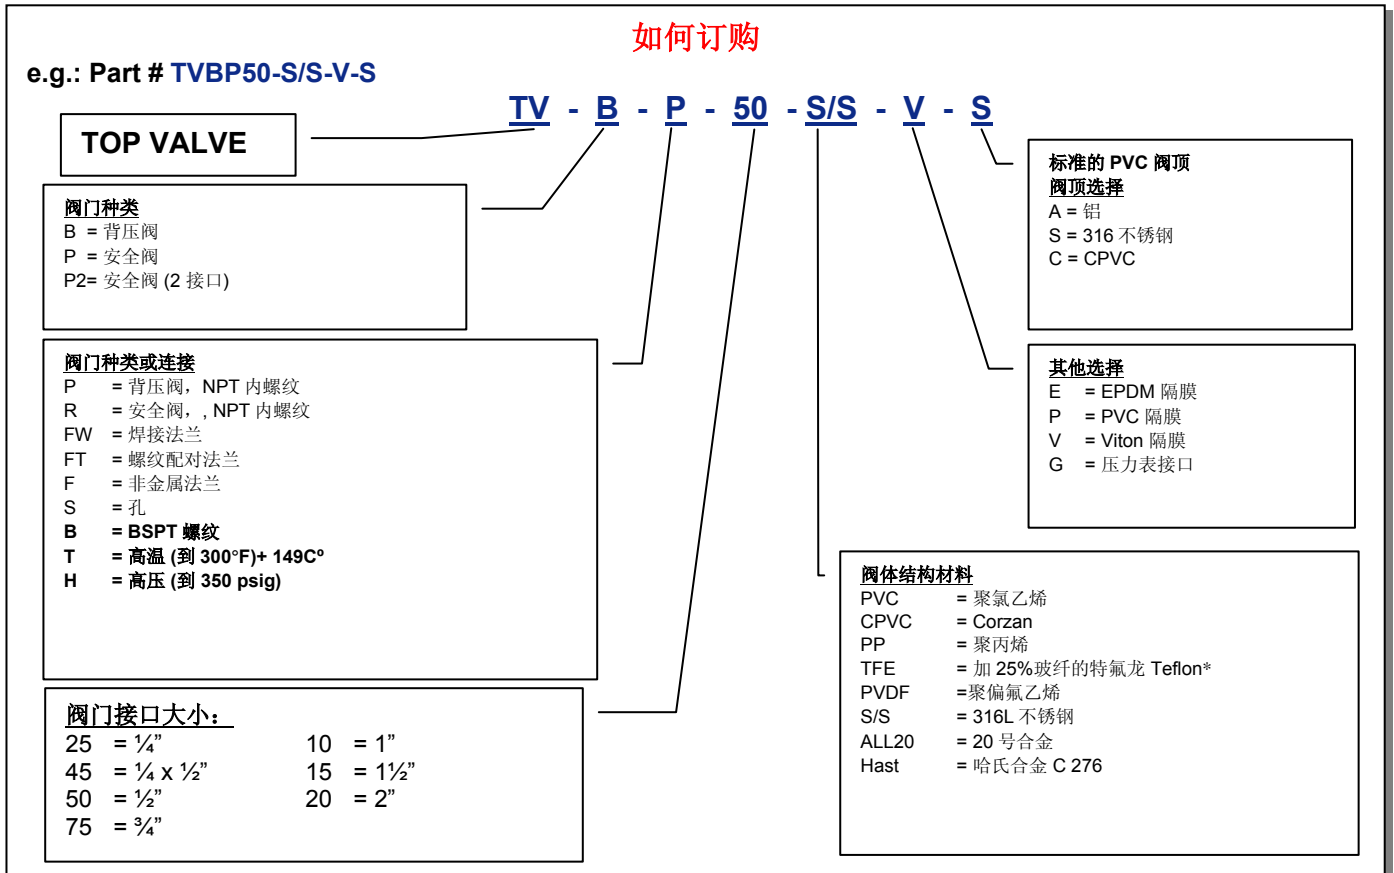 如何订购
e.g.: Part # TVBP50-S/S-V-S
TV - B - P - 50 - S/S - V - S
TOP VALVE
阀门种类
B = 背压阀
P = 安全阀
P2= 安全阀 (2 接口)
阀门种类或连接
P = 背压阀，NPT 内螺纹
R = 安全阀，, NPT 内螺纹
FW = 焊接法兰
FT = 螺纹配对法兰
F = 非金属法兰
S = 孔
B = BSPT 螺纹
T = 高温 (到 300°F)+ 149Cº
H = 高压 (到 350 psig)
阀门接口大小：
25 = ¼” 10 = 1”
45 = ¼ x ½” 15 = 1½”
50 = ½” 20 = 2”
75 = ¾”
标准的 PVC 阀顶
阀顶选择
A = 铝
S = 316 不锈钢
C = CPVC
其他选择
E = EPDM 隔膜
P = PVC 隔膜
V = Viton 隔膜
G = 压力表接口
阀体结构材料
PVC = 聚氯乙烯
CPVC = Corzan
PP = 聚丙烯
TFE = 加 25%玻纤的特氟龙 Teflon*
PVDF =聚偏氟乙烯
S/S = 316L 不锈钢
ALL20 = 20 号合金
Hast = 哈氏合金 C 276